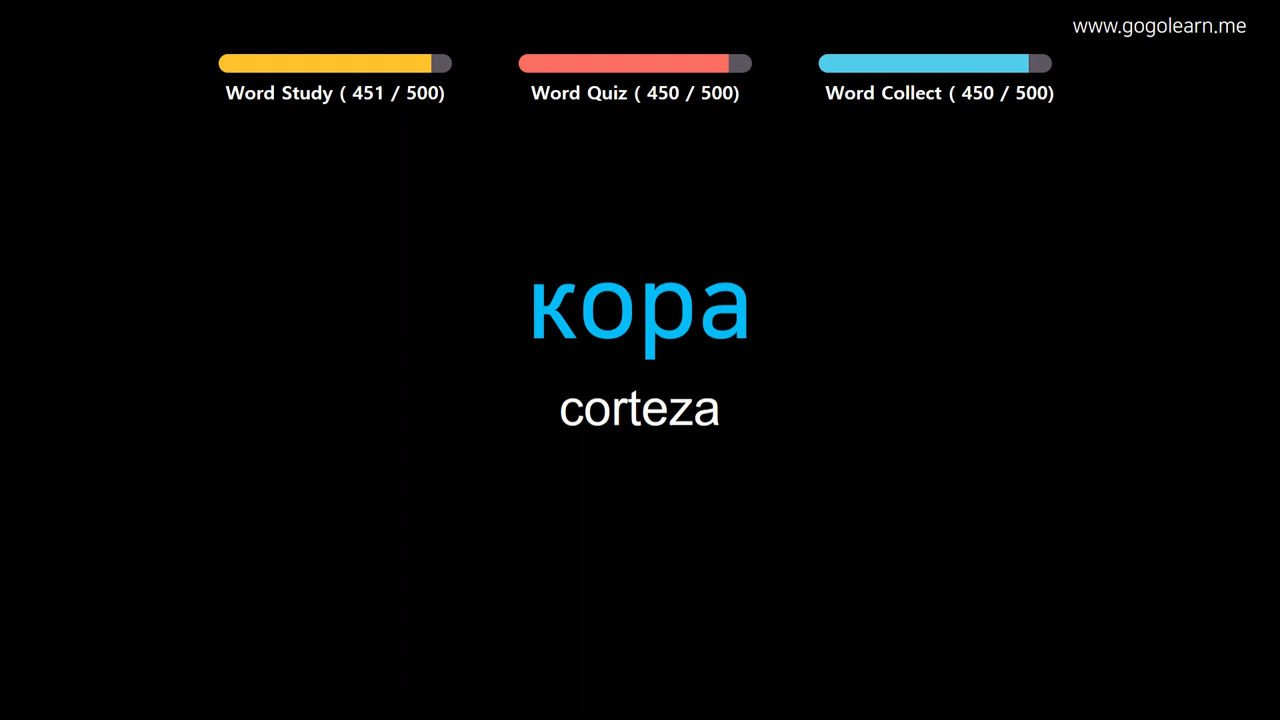 www.gogolearn.me
Word Study ( 451 / 500)
Word Quiz ( 450 / 500)
Word Collect ( 450 / 500)
кора
corteza